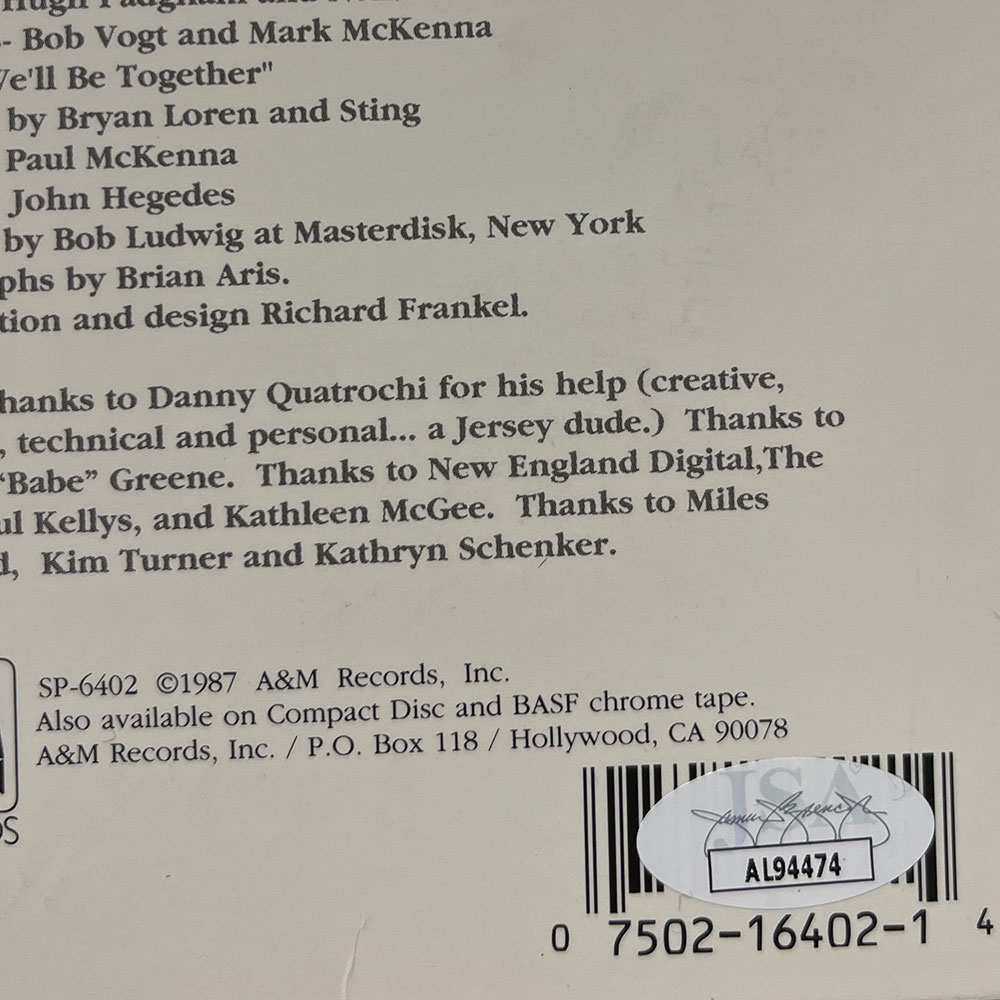 - Bob Vogt and Mark McKenna
We'll Be Together"
by Bryan Loren and Sting
Paul McKenna
John Hegedes
by Bob Ludwig at Masterdisk, New York
phs by Brian Aris.
tion and design Richard Frankel.
hanks to Danny Quatrochi for his help (creative,
, technical and personal... a Jersey dude.) Thanks to
“Babe” Greene. Thanks to New England Digital,The
ul Kellys, and Kathleen McGee. Thanks to Miles
d, Kim Turner and Kathryn Schenker.
SP-6402 ©1987 A&M Records, Inc.
Also available on Compact Disc and BASF chrome tape.
A&M Records, Inc. / P.O. Box 118 / Hollywood, CA 90078
DS
JSA
AL94474
0 7502-16402-1 4